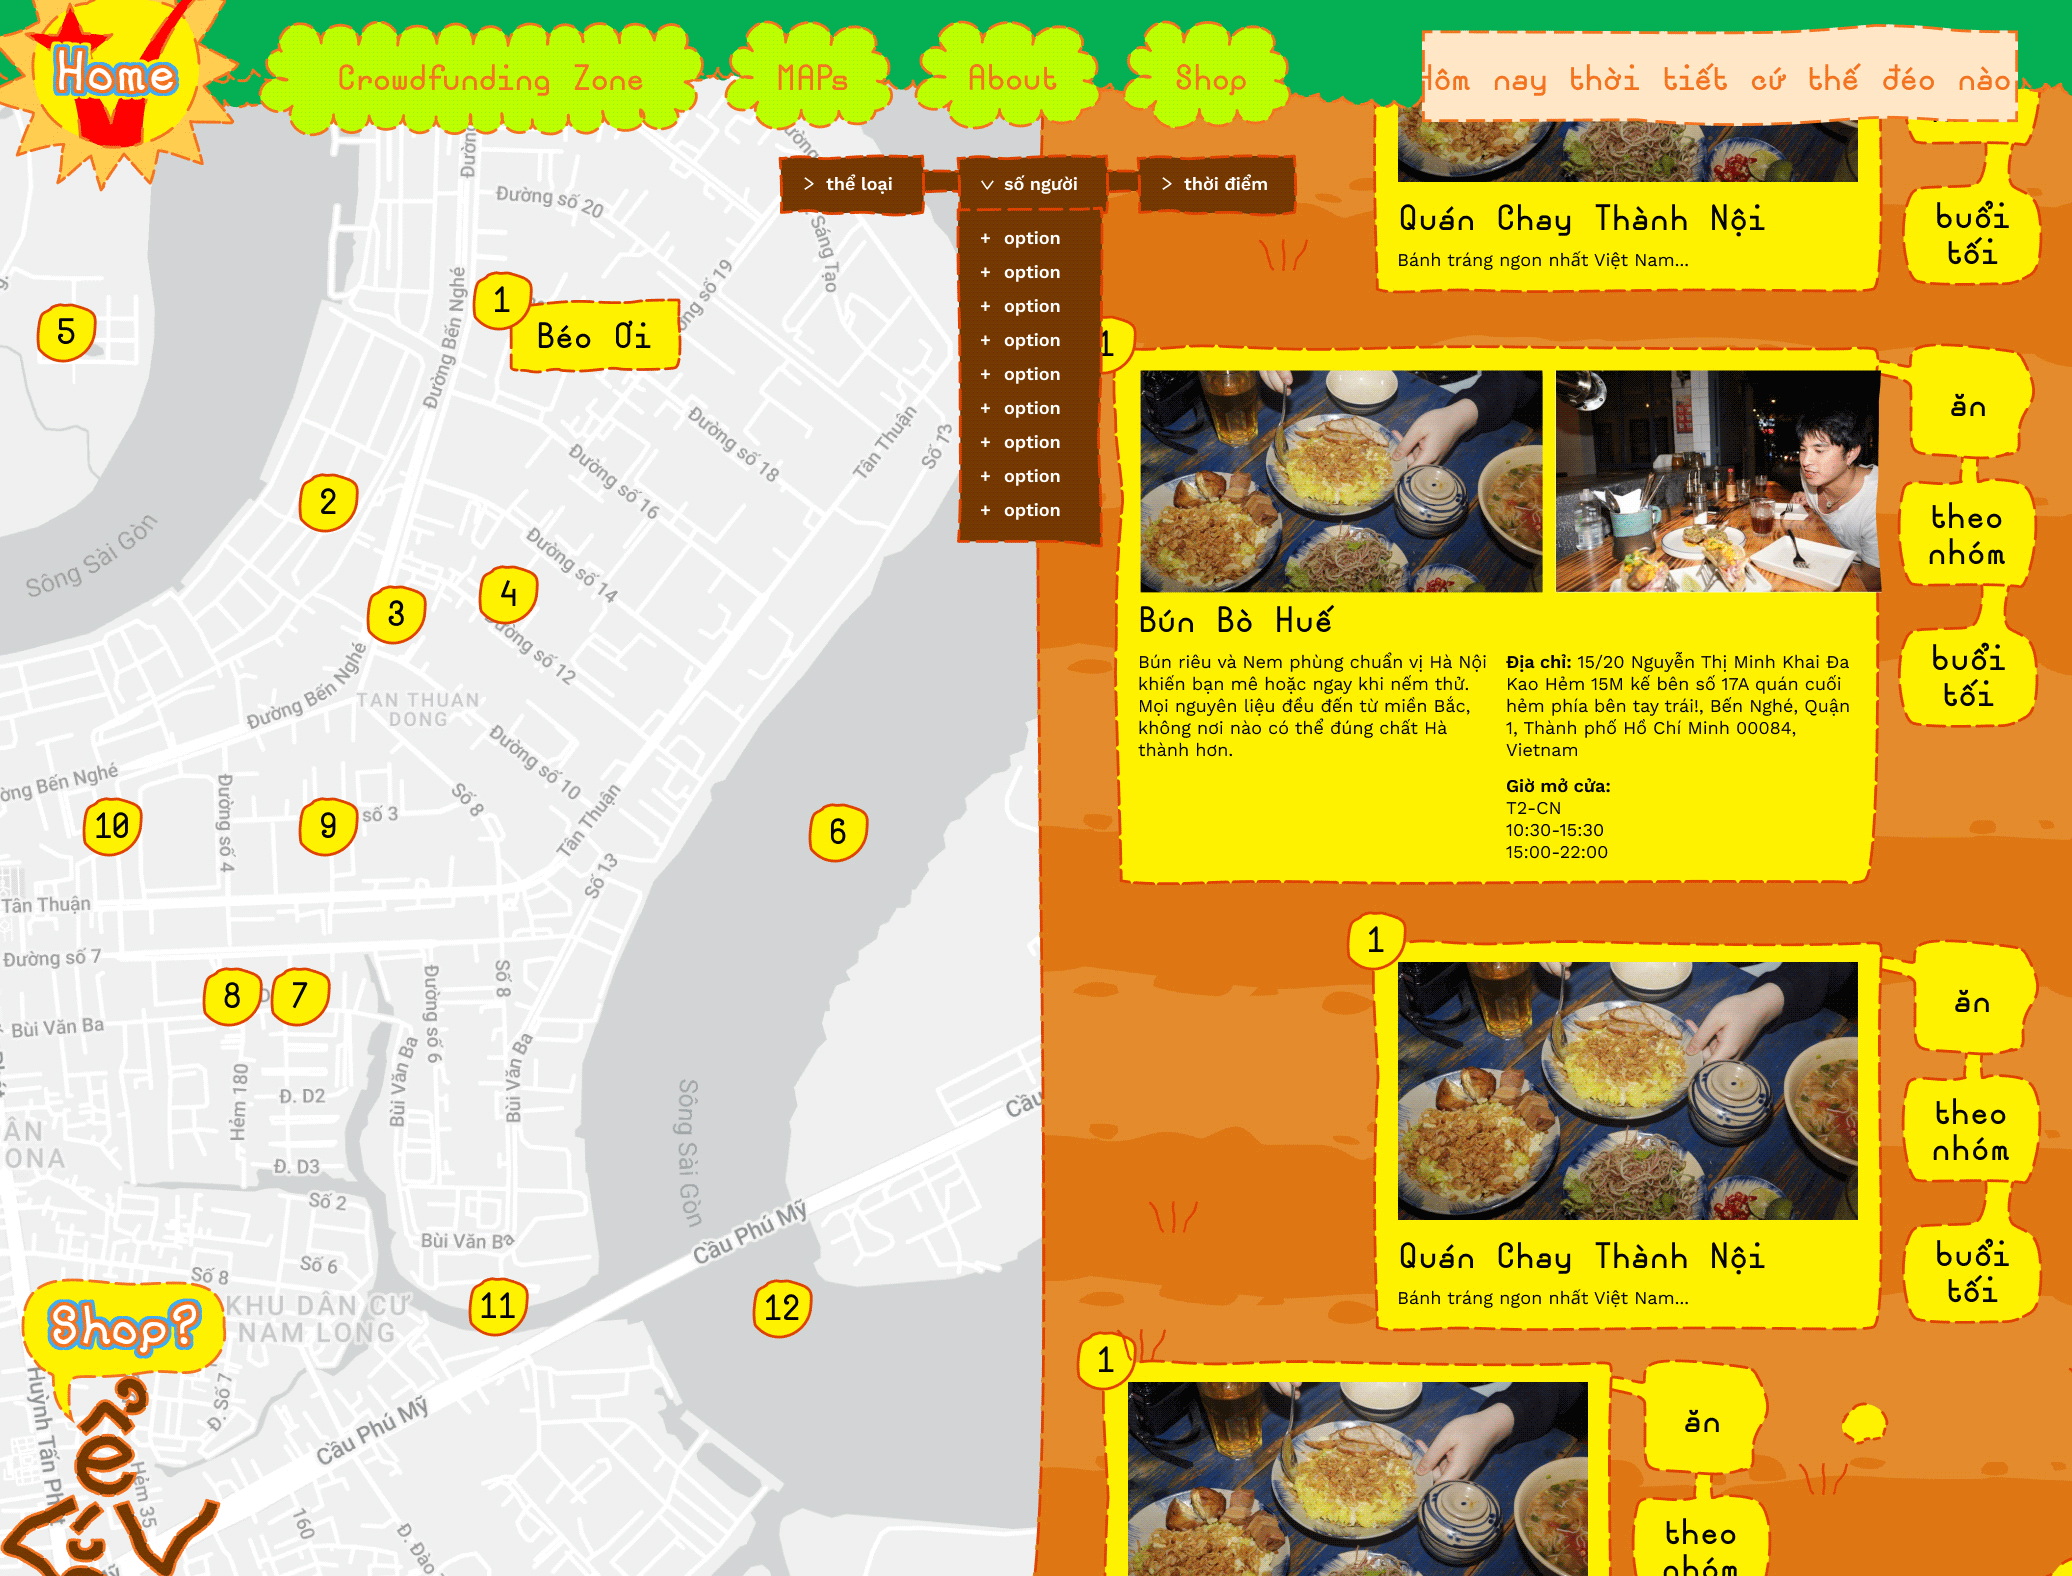 Home
Crowdfunding Zone
MAPs
About
Shop
Hôm nay thời tiết cứ thế đéo nào
> thể loại
số người
> thời điểm
+ option
+ option
+ option
+ option
+ option
+ option
+ option
+ option
+ option
Đường số 20
Sáng Tạo
Đường Bến Nghé
5
1
Béo Ơi
Đường số 18
Tân Thuận
Số 13
Đường số 16
2
Sông Sài Gòn
Đường số 14
4
3
Đường số 12
Đường Bến Nghé
TAN THUAN
DONG
Đường số 10
Số 8
Đường số 4
Tân Thuận
số 3
10
9
6
Số 13
Tân Thuận
Đường số 7
Số 8
Đường số 6
8
7
Bùi Văn Ba
Bùi Văn Ba
Bùi Văn Ba
Hẻm 180
Đ. D2
Đ. D3
Số 2
Sông Sài Gòn
Cầu
Cầu Phú Mỹ
Số 6
Số 8
11
12
KHU DÂN CƯ
NAM LONG
Shop?
Đ. Số 7
Cầu Phú Mỹ
Hẻm 35
160
Quán Chay Thành Nội
Bánh tráng ngon nhất Việt Nam...
buổi
tối
1
ăn
theo
nhóm
buổi
tối
Bún Bò Huế
Bún riêu và Nem phùng chuẩn vị Hà Nội
khiến bạn mê hoặc ngay khi nếm thử.
Mọi nguyên liệu đều đến từ miền Bắc,
không nơi nào có thể đúng chất Hà
thành hơn.
Địa chỉ: 15/20 Nguyễn Thị Minh Khai Đa
Kao Hẻm 15M kế bên số 17A quán cuối
hẻm phía bên tay trái!, Bến Nghé, Quận
1, Thành phố Hồ Chí Minh 00084,
Vietnam
Giờ mở cửa:
T2-CN
10:30-15:30
15:00-22:00
1
ăn
theo
nhóm
buổi
tối
Quán Chay Thành Nội
Bánh tráng ngon nhất Việt Nam...
1
ăn
theo
nhóm